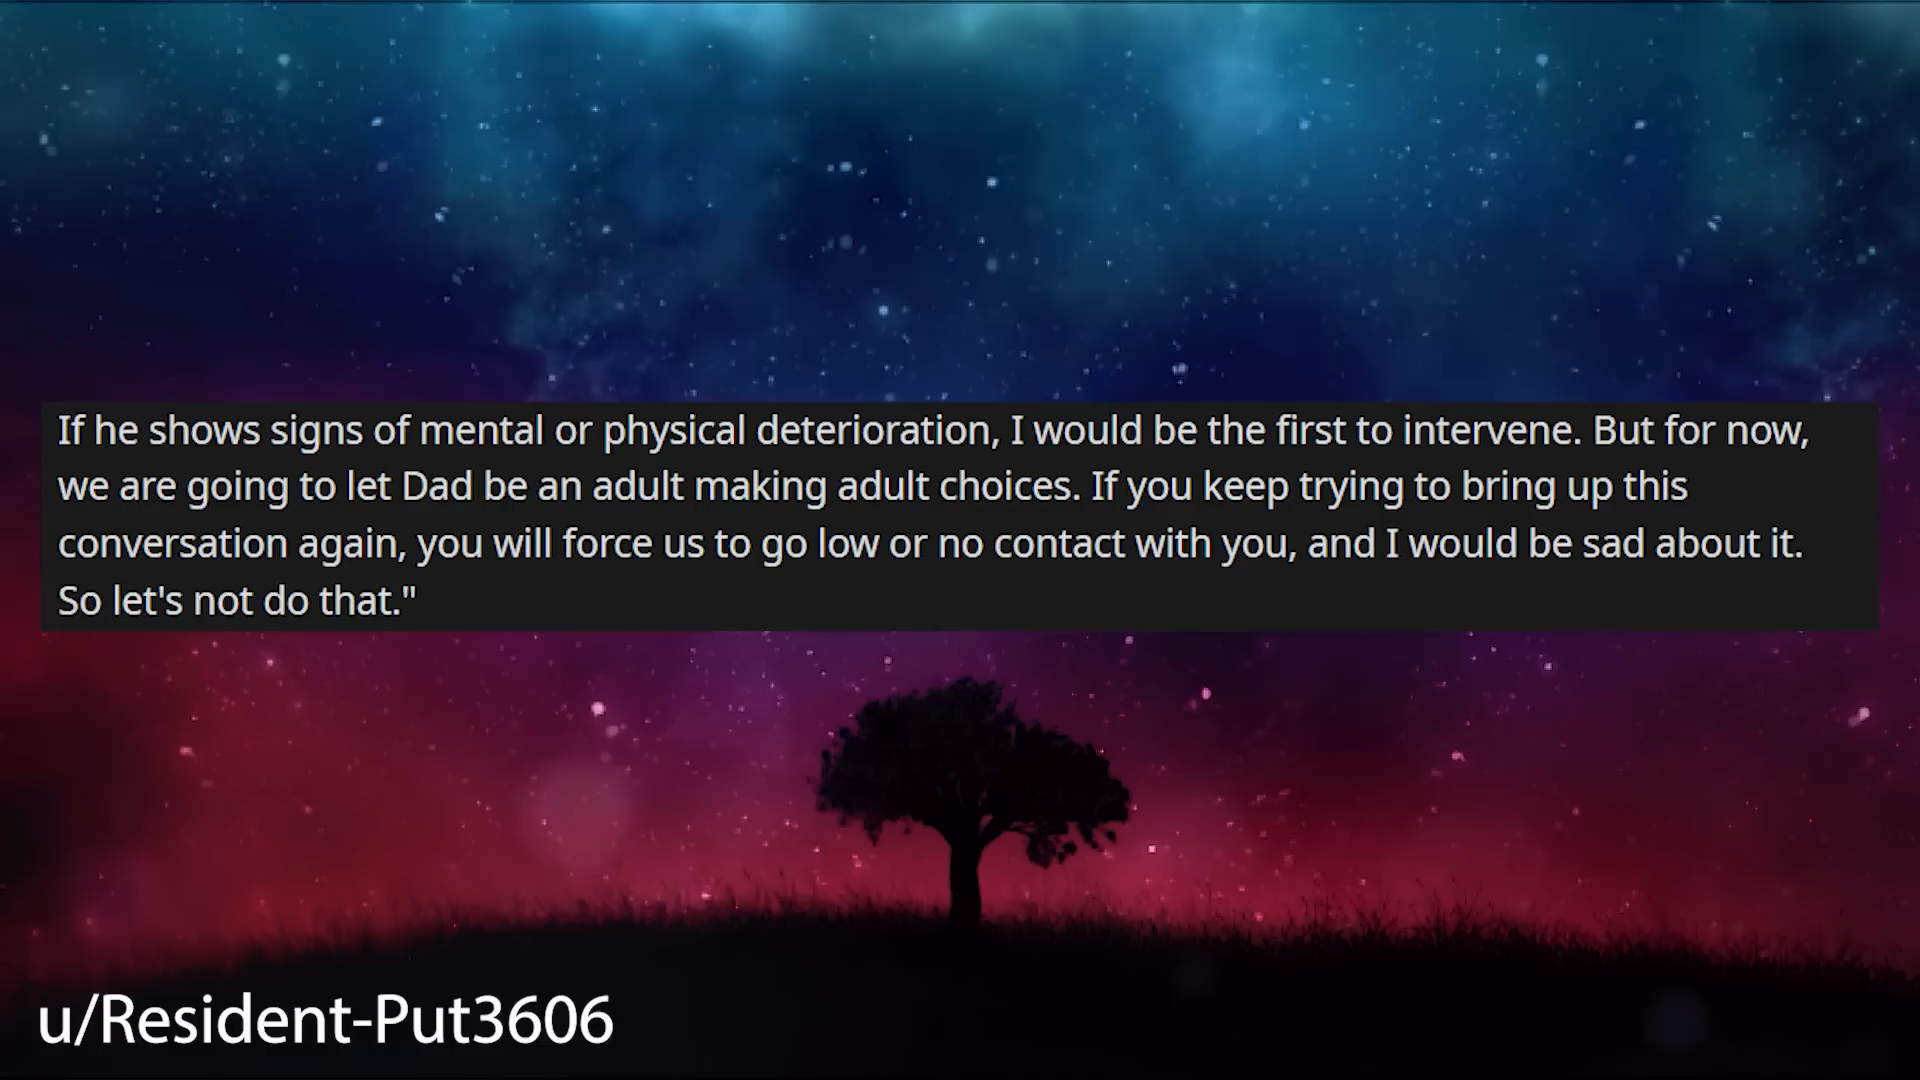 If he shows signs of mental or physical deterioration, I would be the first to intervene. But for now,
we are going to let Dad be an adult making adult choices. If you keep trying to bring up this
conversation again, you will force us to go low or no contact with you, and I would be sad about it.
So let's not do that."
u/Resident-Put3606